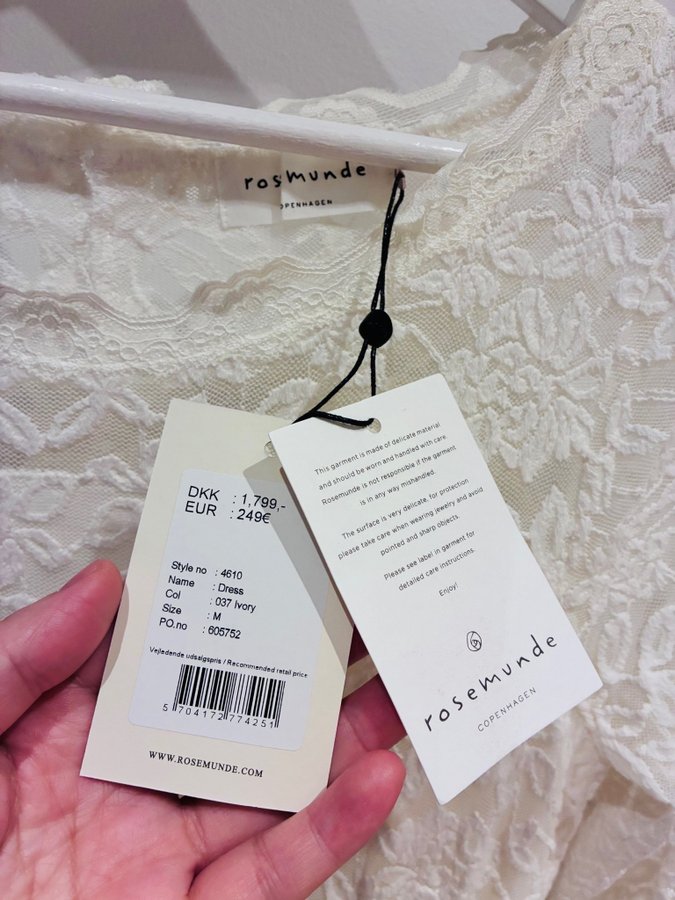 rosmunde
OPENHAGEN
DKK : 1,799,-
EUR : 249€
Style no : 4610
Name : Dress
Col : 037 Ivory
Size : M
PO.no : 605752
Vejledende udsalgspris / Recommended retail price
5 704172 774251
WWW.ROSEMUNDE.COM
This garment is made of delicate material
and should be worn and handled with care.
Rosemunde is not responsible if the garment
is in any way mishandled.
The surface is very delicate, for protection
please take care when wearing jewelry and avoid
pointed and sharp objects.
Please see label in garment for
detailed care instructions.
Enjoy!
rosemunde
COPENHAGEN